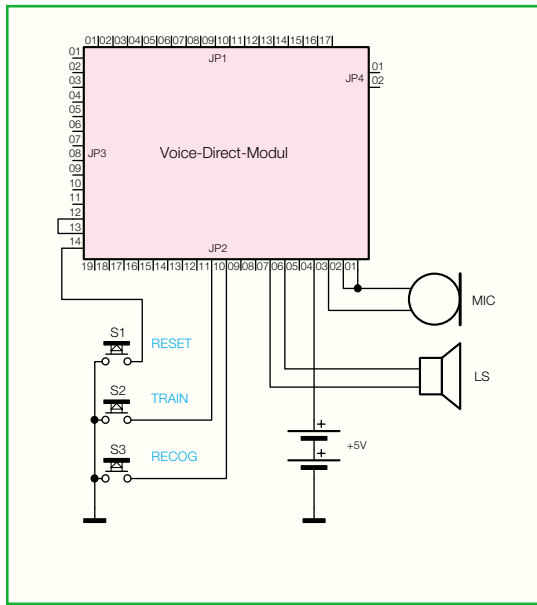 01 02 03 04 05 06 07 08 09 10 11 12 13 14 15 16 17
JP1
01
02
03
04
05
06
07
08
09
10
11
12
13
14
JP3
JP4
01
02
Voice-Direct-Modul
JP2
19 18 17 16 15 14 13 12 11 10 09 08 07 06 05 04 03 02 01
MIC
LS
S1
RESET
S2
TRAIN
S3
RECOG
+
+5V
+